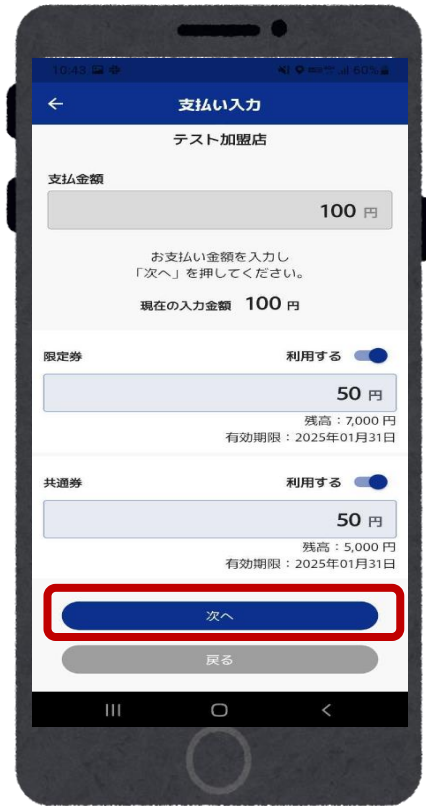 10:43
60%
支払い入力
テスト加盟店
支払金額
100 円
お支払い金額を入力し
「次へ」を押してください。
現在の入力金額 100 円
限定券 利用する
50 円
残高：7,000 円
有効期限：2025年01月31日
共通券 利用する
50 円
残高：5,000 円
有効期限：2025年01月31日
次へ
戻る